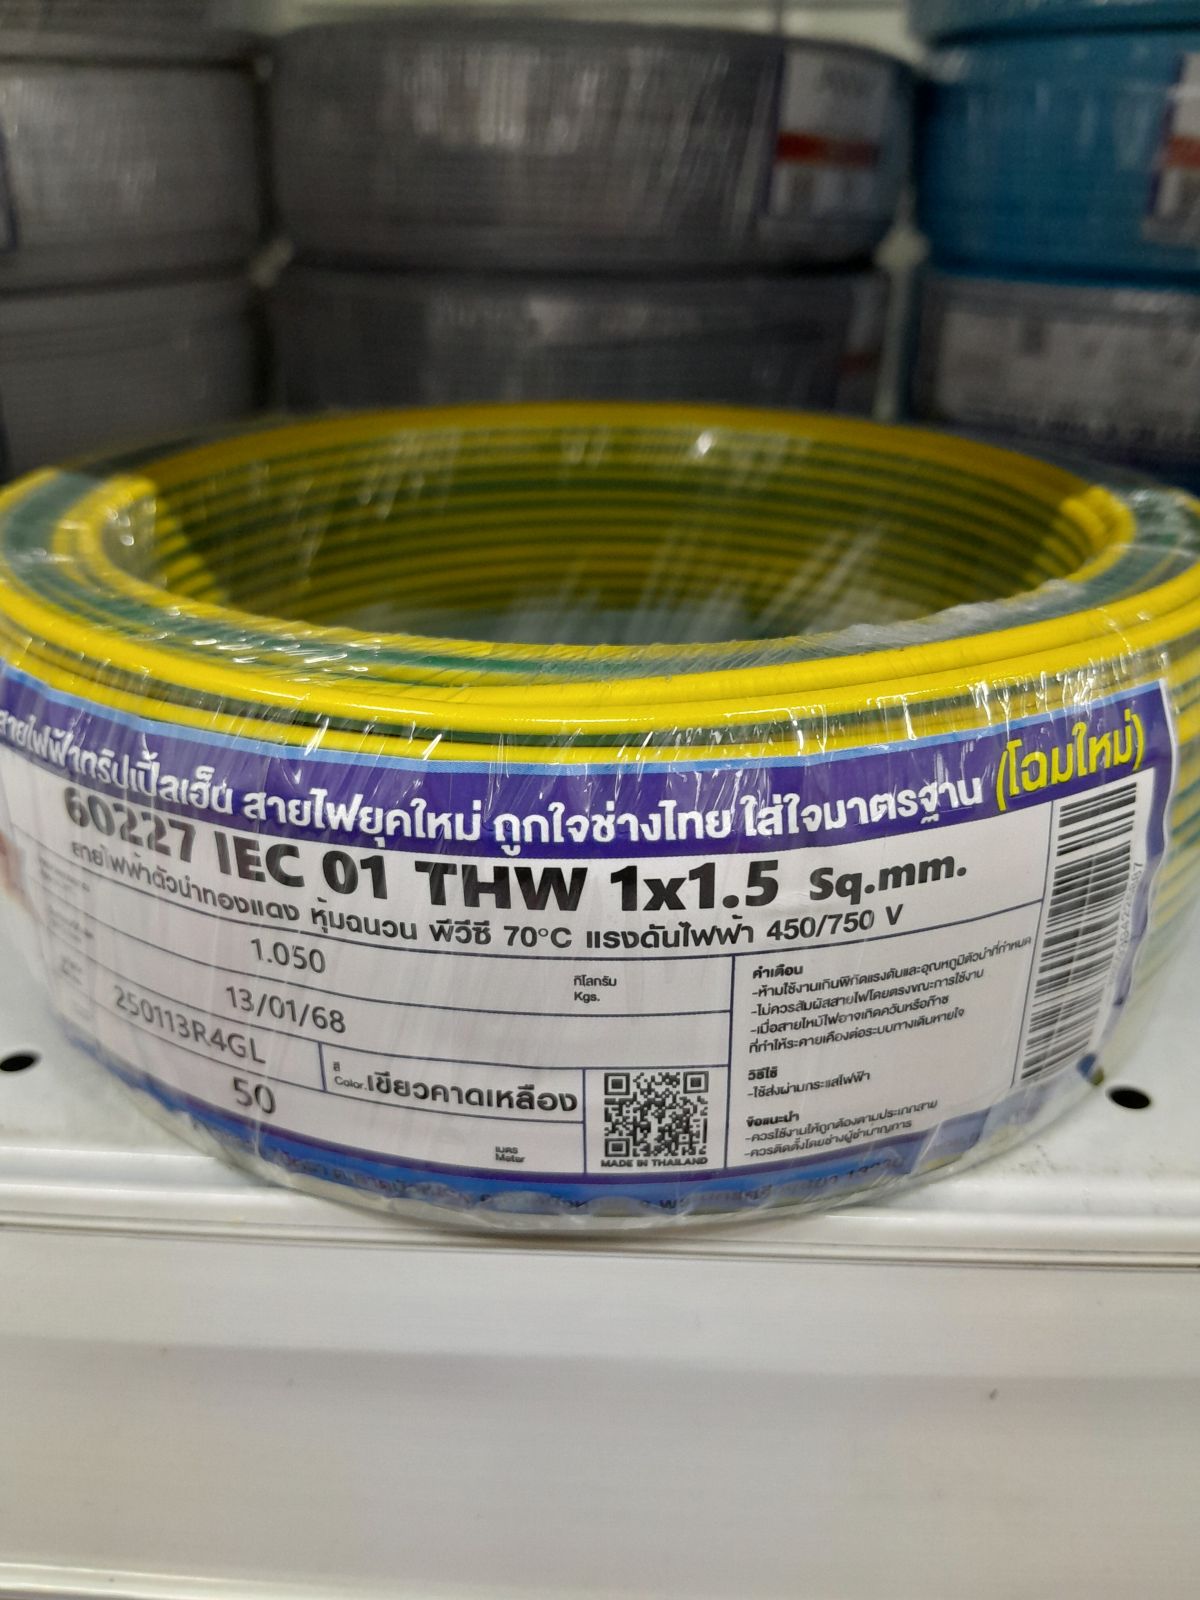 สายไฟฟ้าทริปเปิ้ลเอ็น สายไฟยุคใหม่ ถูกใจช่างไทย ใส่ใจมาตรฐาน (โฉมใหม่)
60227 IEC 01 THW 1x1.5 Sq.mm.
สายไฟฟ้าตัวนำทองแดง หุ้มฉนวน พีวีซี 70°C แรงดันไฟฟ้า 450/750 V
1.050 กิโลกรัม
Kgs.
13/01/68
250113R4GL
สี
Color. เขียวคาดเหลือง
50 เมตร
Meter
MADE IN THAILAND
คำเตือน
-ห้ามใช้งานเกินพิกัดแรงดันและอุณหภูมิตัวนำที่กำหนด
-ไม่ควรสัมผัสสายไฟโดยตรงขณะการใช้งาน
-เมื่อสายไหม้ไฟอาจเกิดควันหรือก๊าซ
ที่ทำให้ระคายเคืองต่อระบบทางเดินหายใจ
วิธีใช้
-ใช้ส่งผ่านกระแสไฟฟ้า
ข้อแนะนำ
-ควรใช้งานให้ถูกต้องตามประเภทสาย
-ควรติดตั้งโดยช่างผู้ชำนาญการ